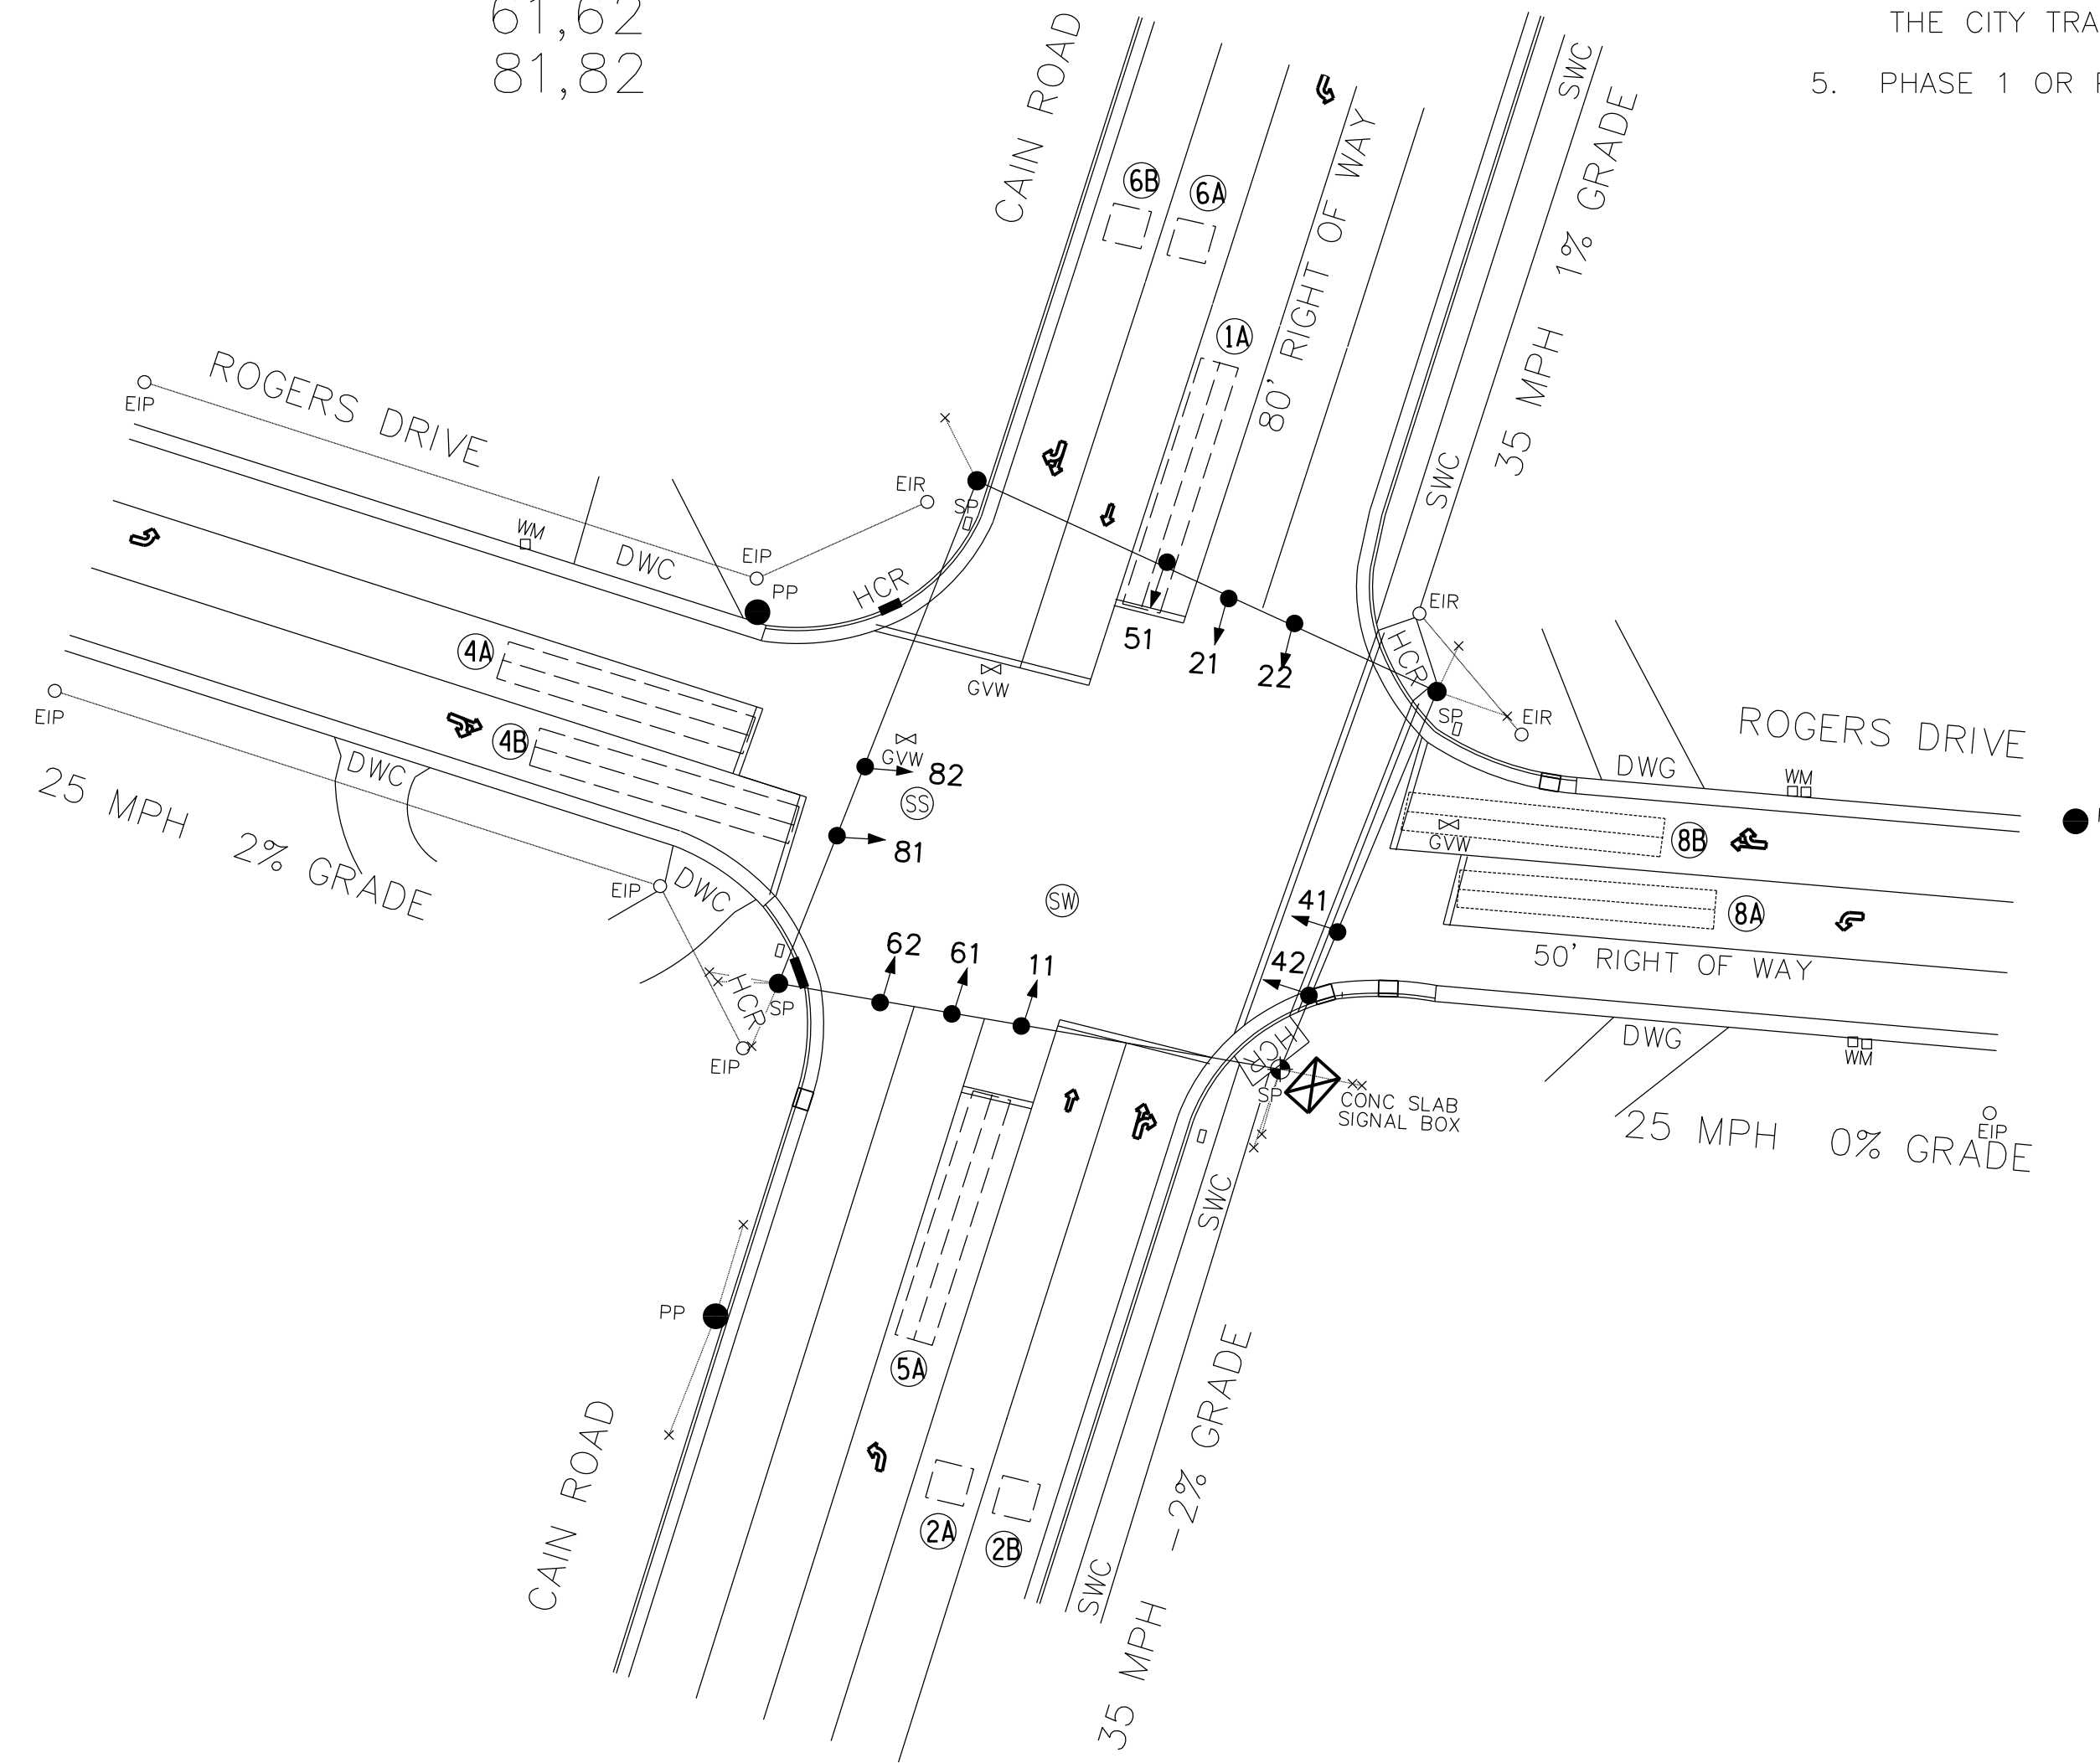 61,62
81,82
THE CITY TRA
5. PHASE 1 OR
CAIN ROAD
SWC
35 MPH 1% GRADE
80' RIGHT OF WAY
6B
6A
1A
ROGERS DRIVE
EIP
WM
DWC
EIP
PP
EIR
SP
HCR
SWC
51
21
22
GVW
EIR
HCR
SP
EIR
ROGERS DRIVE
DWG
WM
4A
4B
EIP
DWC
25 MPH 2% GRADE
GVW
82
SS
81
GVW
8B
8A
50' RIGHT OF WAY
EIP
DWC
SW
41
42
62
61
11
HCR
SP
EIP
HCR
SP
CONC SLAB
SIGNAL BOX
DWG
WM
25 MPH 0% GRADE
EIP
SWC
PP
5A
35 MPH -2% GRADE
CAIN ROAD
2A
2B
SWC